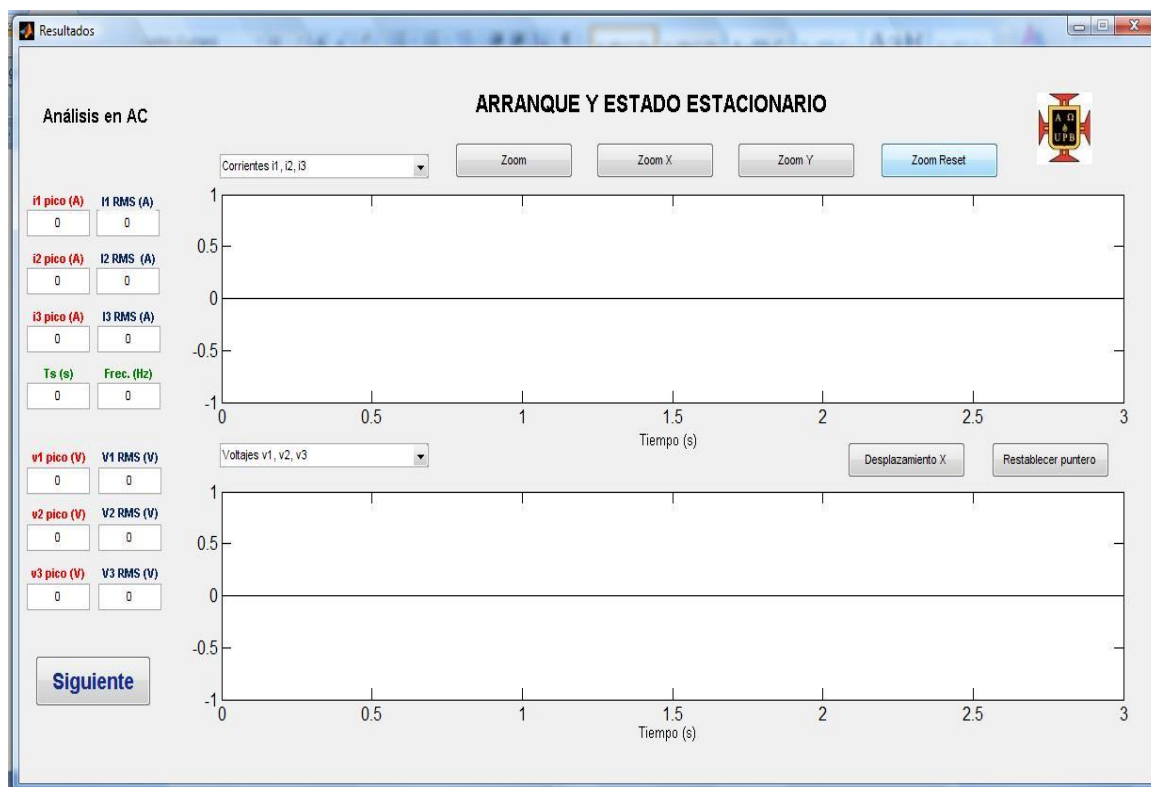 Resultados
Análisis en AC
ARRANQUE Y ESTADO ESTACIONARIO
Α Ω
UPB
Corrientes i1, i2, i3
Zoom
Zoom X
Zoom Y
Zoom Reset
i1 pico (A) I1 RMS (A)
0 0
i2 pico (A) I2 RMS (A)
0 0
i3 pico (A) I3 RMS (A)
0 0
Ts (s) Frec. (Hz)
0 0
1
0.5
0
-0.5
-1
0 0.5 1 1.5 2 2.5 3
Tiempo (s)
Voltajes v1, v2, v3
Desplazamiento X
Restablecer puntero
v1 pico (V) V1 RMS (V)
0 0
v2 pico (V) V2 RMS (V)
0 0
v3 pico (V) V3 RMS (V)
0 0
Siguiente
1
0.5
0
-0.5
-1
0 0.5 1 1.5 2 2.5 3
Tiempo (s)